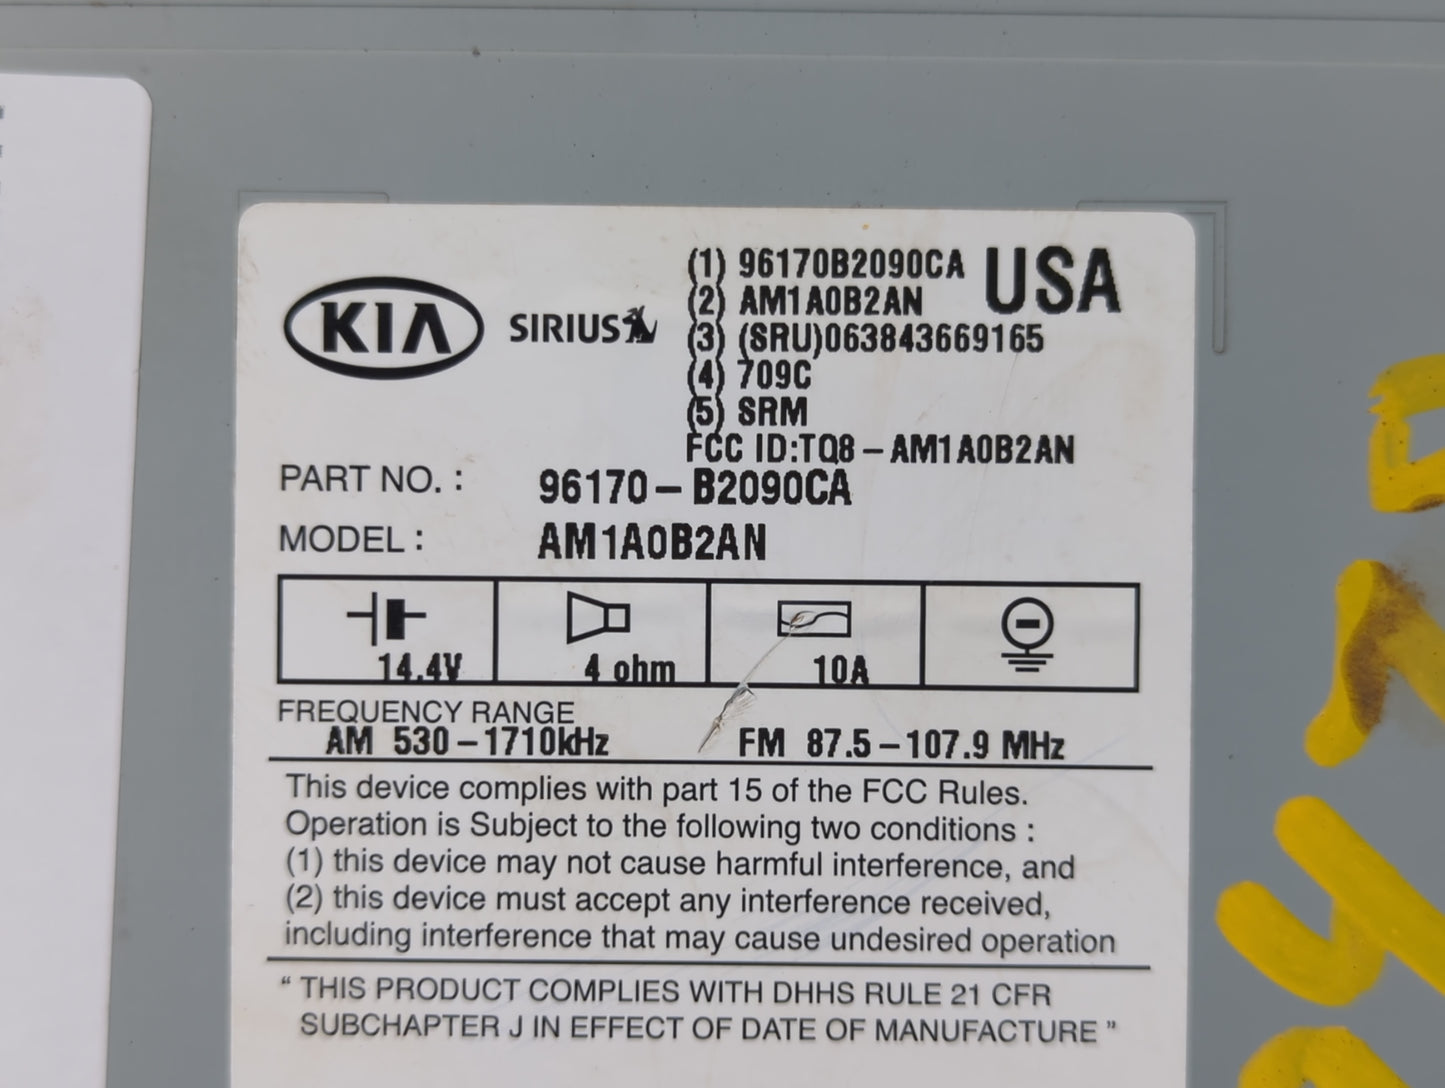 KIA SIRIUS
(1) 96170B2090CA USA
(2) AM1A0B2AN
(3) (SRU)063843669165
(4) 709C
(5) SRM
FCC ID:TQ8-AM1A0B2AN
PART NO. : 96170-B2090CA
MODEL : AM1A0B2AN
14.4V 4 ohm 10A
FREQUENCY RANGE
AM 530-1710kHz FM 87.5-107.9 MHz
This device complies with part 15 of the FCC Rules.
Operation is Subject to the following two conditions :
(1) this device may not cause harmful interference, and
(2) this device must accept any interference received,
including interference that may cause undesired operation
“ THIS PRODUCT COMPLIES WITH DHHS RULE 21 CFR
SUBCHAPTER J IN EFFECT OF DATE OF MANUFACTURE ”